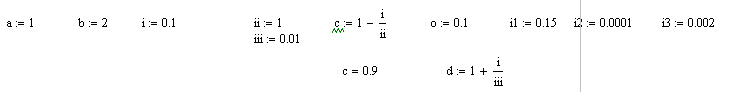 a := 1 b := 2 i := 0.1 ii := 1 c := 1 − i/ii o := 0.1 i1 := 0.15 i2 := 0.0001 i3 := 0.002
iii := 0.01
c = 0.9 d := 1 + i/iii